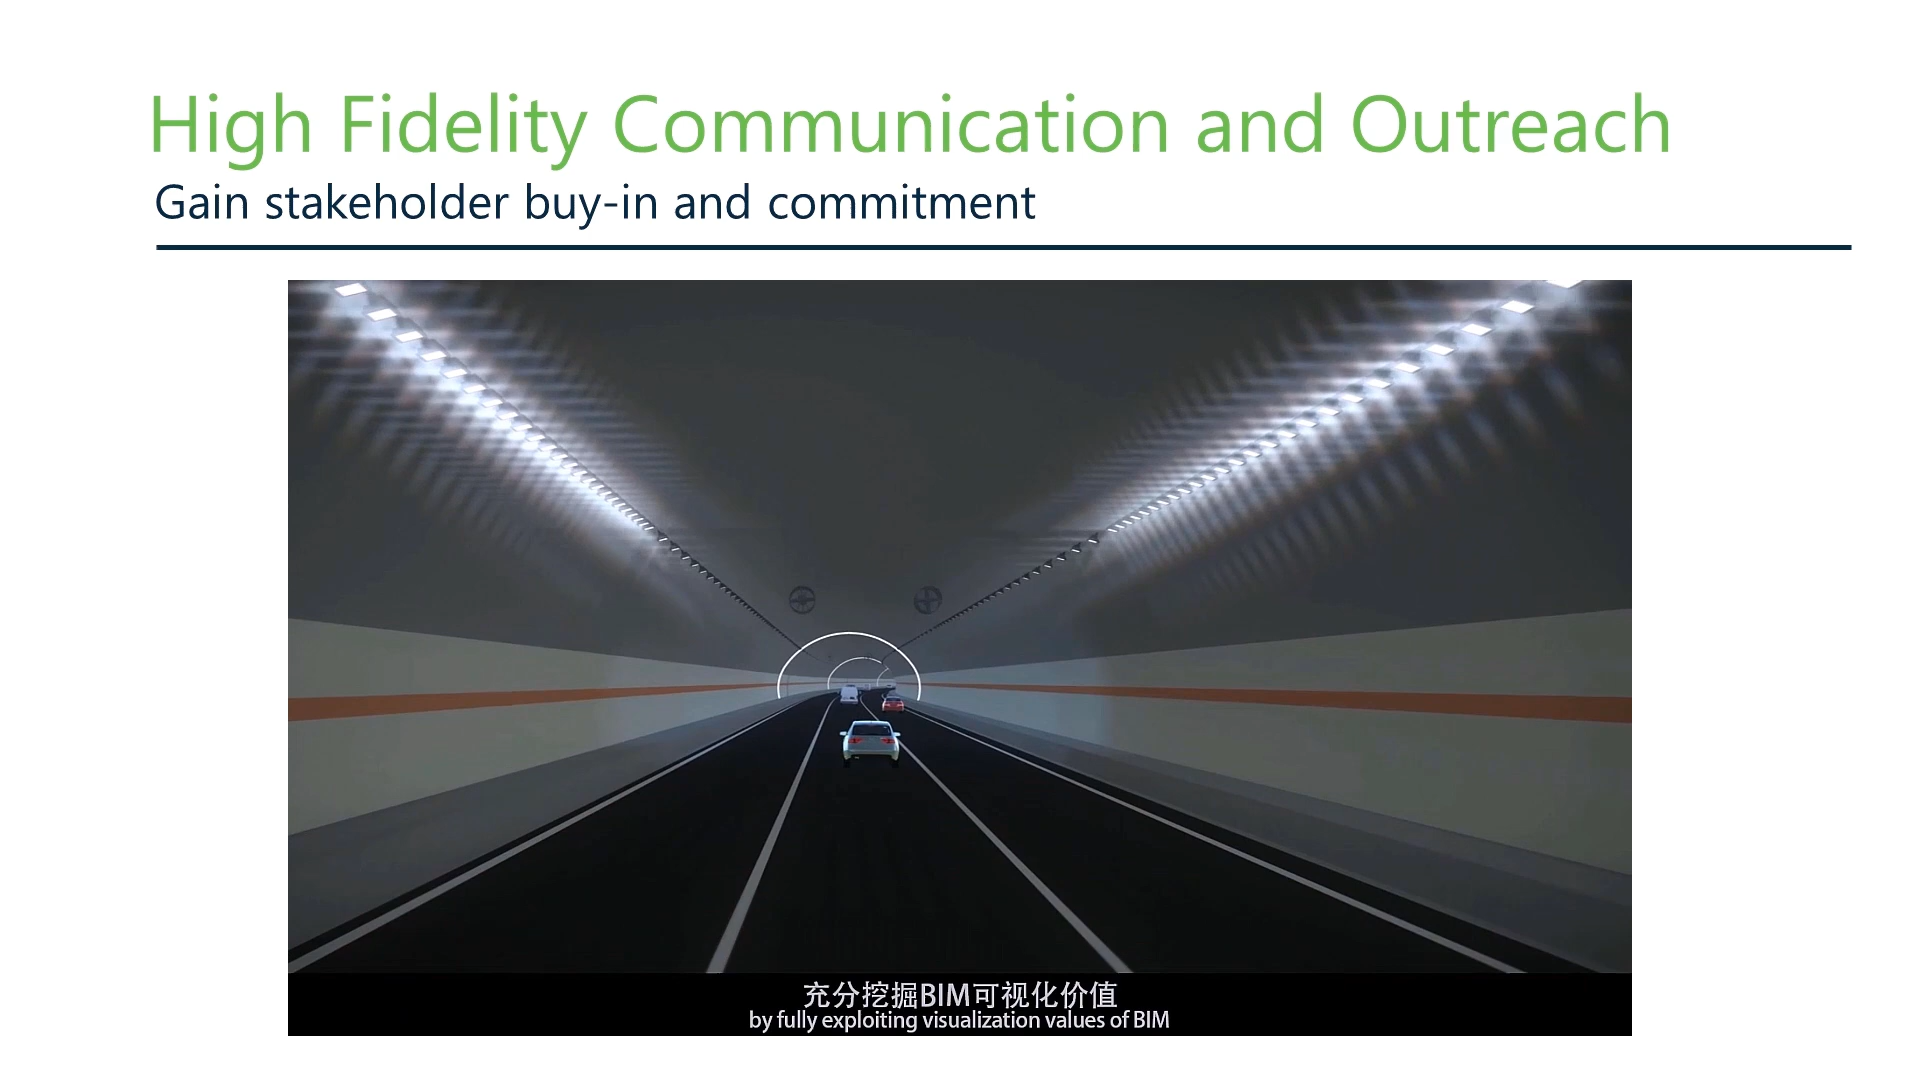 High Fidelity Communication and Outreach
Gain stakeholder buy-in and commitment
充分挖掘BIM可视化价值
by fully exploiting visualization values of BIM